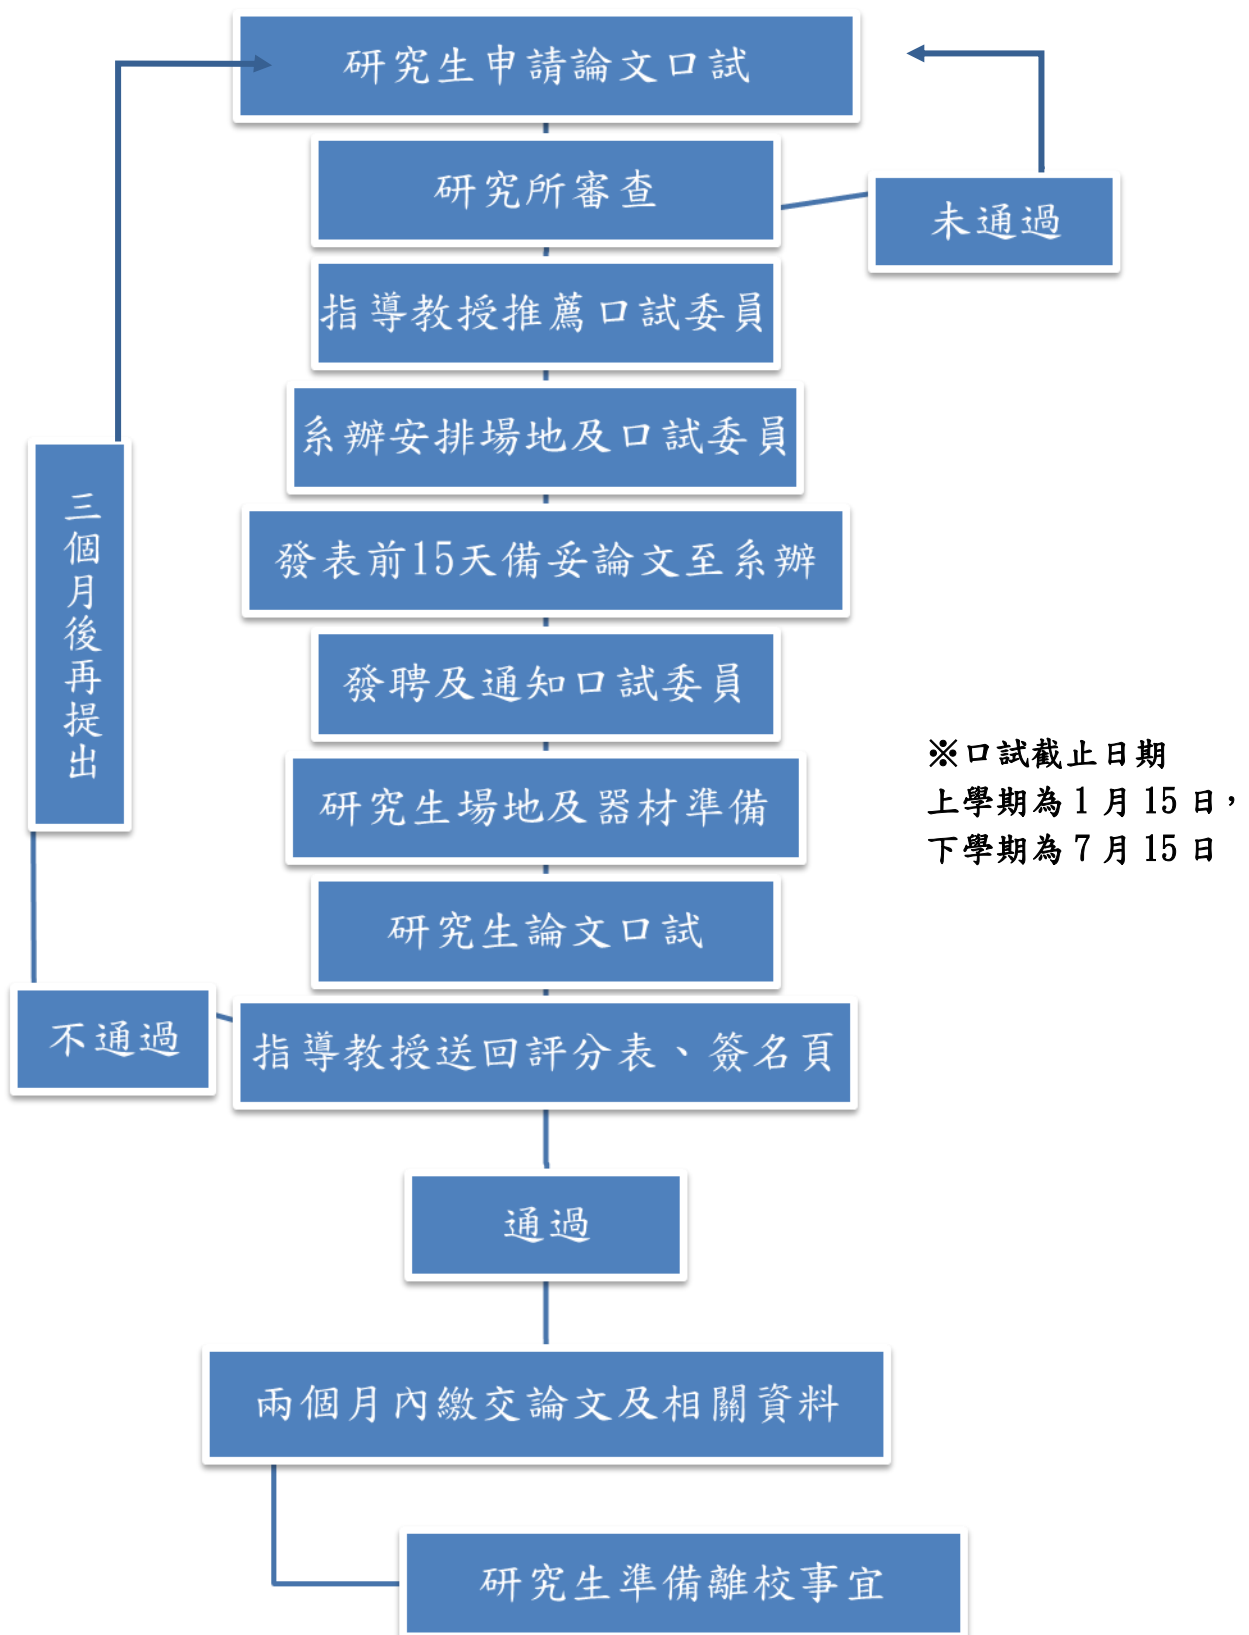 研究生申請論文口試
研究所審查
未通過
指導教授推薦口試委員
系辦安排場地及口試委員
三個月後再提出
發表前15天備妥論文至系辦
發聘及通知口試委員
※口試截止日期
上學期為1月15日，
下學期為7月15日
研究生場地及器材準備
研究生論文口試
不通過
指導教授送回評分表、簽名頁
通過
兩個月內繳交論文及相關資料
研究生準備離校事宜